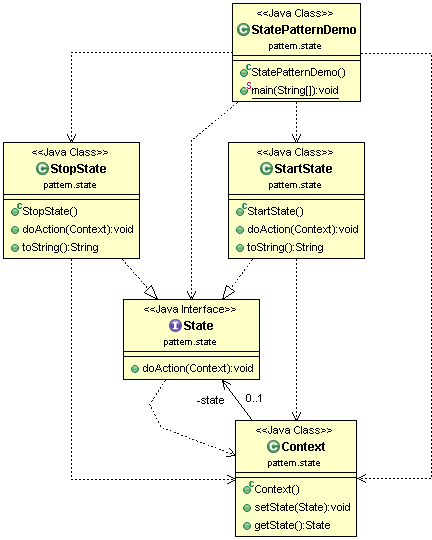 <<Java Class>>
StatePatternDemo
pattern.state
StatePatternDemo()
main(String[]):void
<<Java Class>>
StopState
pattern.state
StopState()
doAction(Context):void
toString():String
<<Java Class>>
StartState
pattern.state
StartState()
doAction(Context):void
toString():String
<<Java Interface>>
State
pattern.state
doAction(Context):void
-state
0..1
<<Java Class>>
Context
pattern.state
Context()
setState(State):void
getState():State